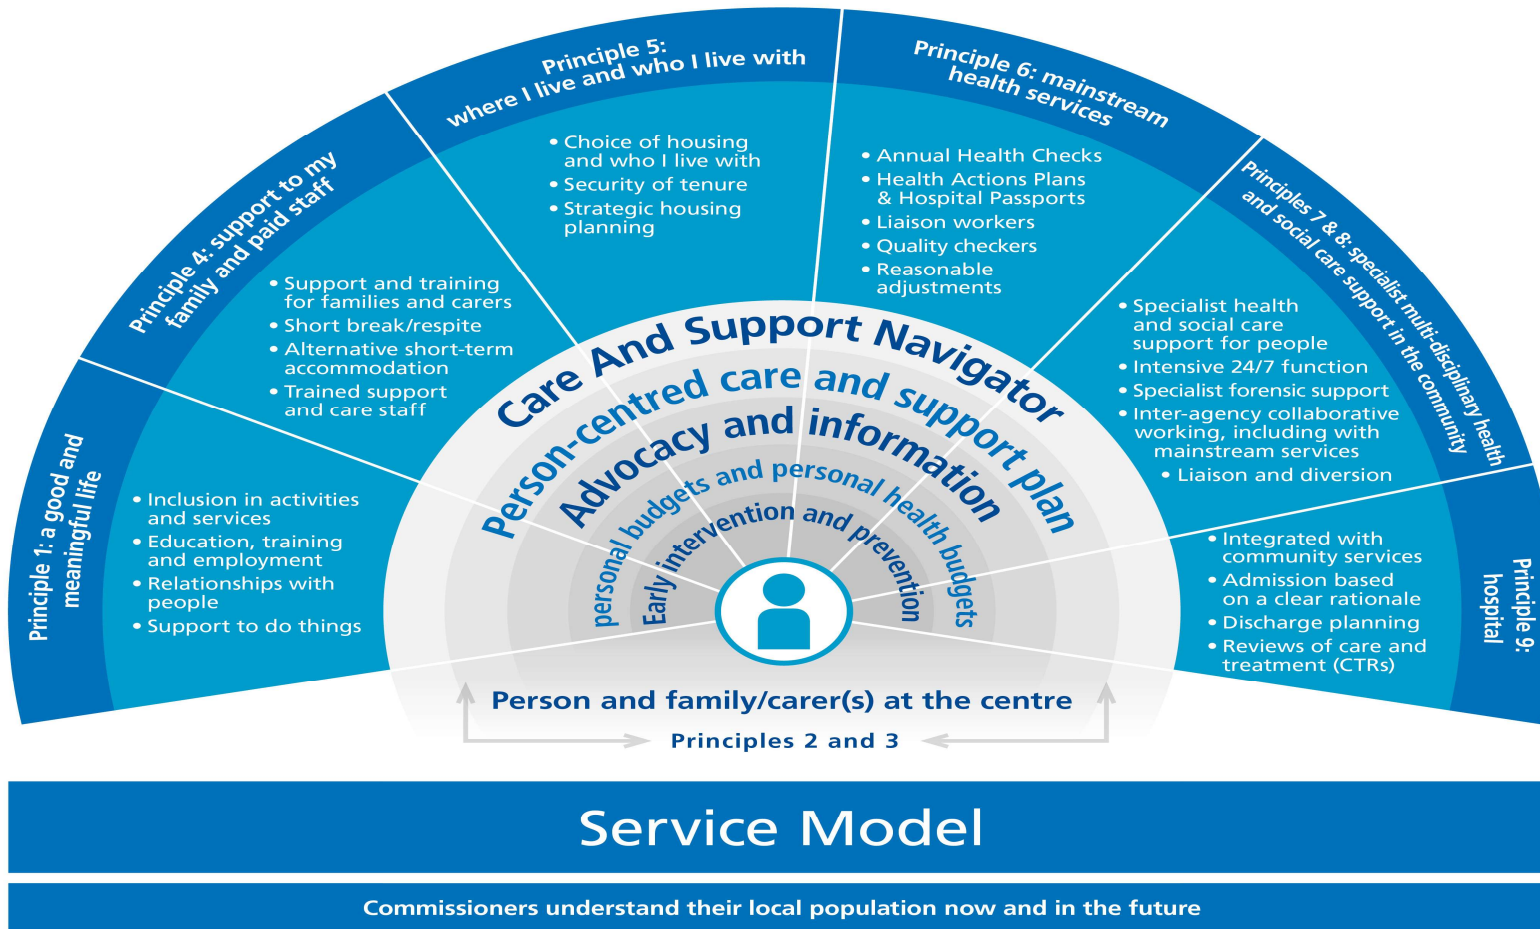 Principle 1: a good and
meaningful life
• Inclusion in activities
and services
• Education, training
and employment
• Relationships with
people
• Support to do things
Principle 4: support to my
family and paid staff
• Support and training
for families and carers
• Short break/respite
• Alternative short-term
accommodation
• Trained support
and care staff
Principle 5:
where I live and who I live with
• Choice of housing
and who I live with
• Security of tenure
• Strategic housing
planning
Principle 6: mainstream
health services
• Annual Health Checks
• Health Actions Plans
& Hospital Passports
• Liaison workers
• Quality checkers
• Reasonable
adjustments
Principles 7 & 8: specialist multi-disciplinary health
and social care support in the community
• Specialist health
and social care
support for people
• Intensive 24/7 function
• Specialist forensic support
• Inter-agency collaborative
working, including with
mainstream services
• Liaison and diversion
Principle 9:
hospital
• Integrated with
community services
• Admission based
on a clear rationale
• Discharge planning
• Reviews of care and
treatment (CTRs)
Care And Support Navigator
Person-centred care and support plan
Advocacy and information
personal budgets and personal health budgets
Early intervention and prevention
Person and family/carer(s) at the centre
Principles 2 and 3
Service Model
Commissioners understand their local population now and in the future